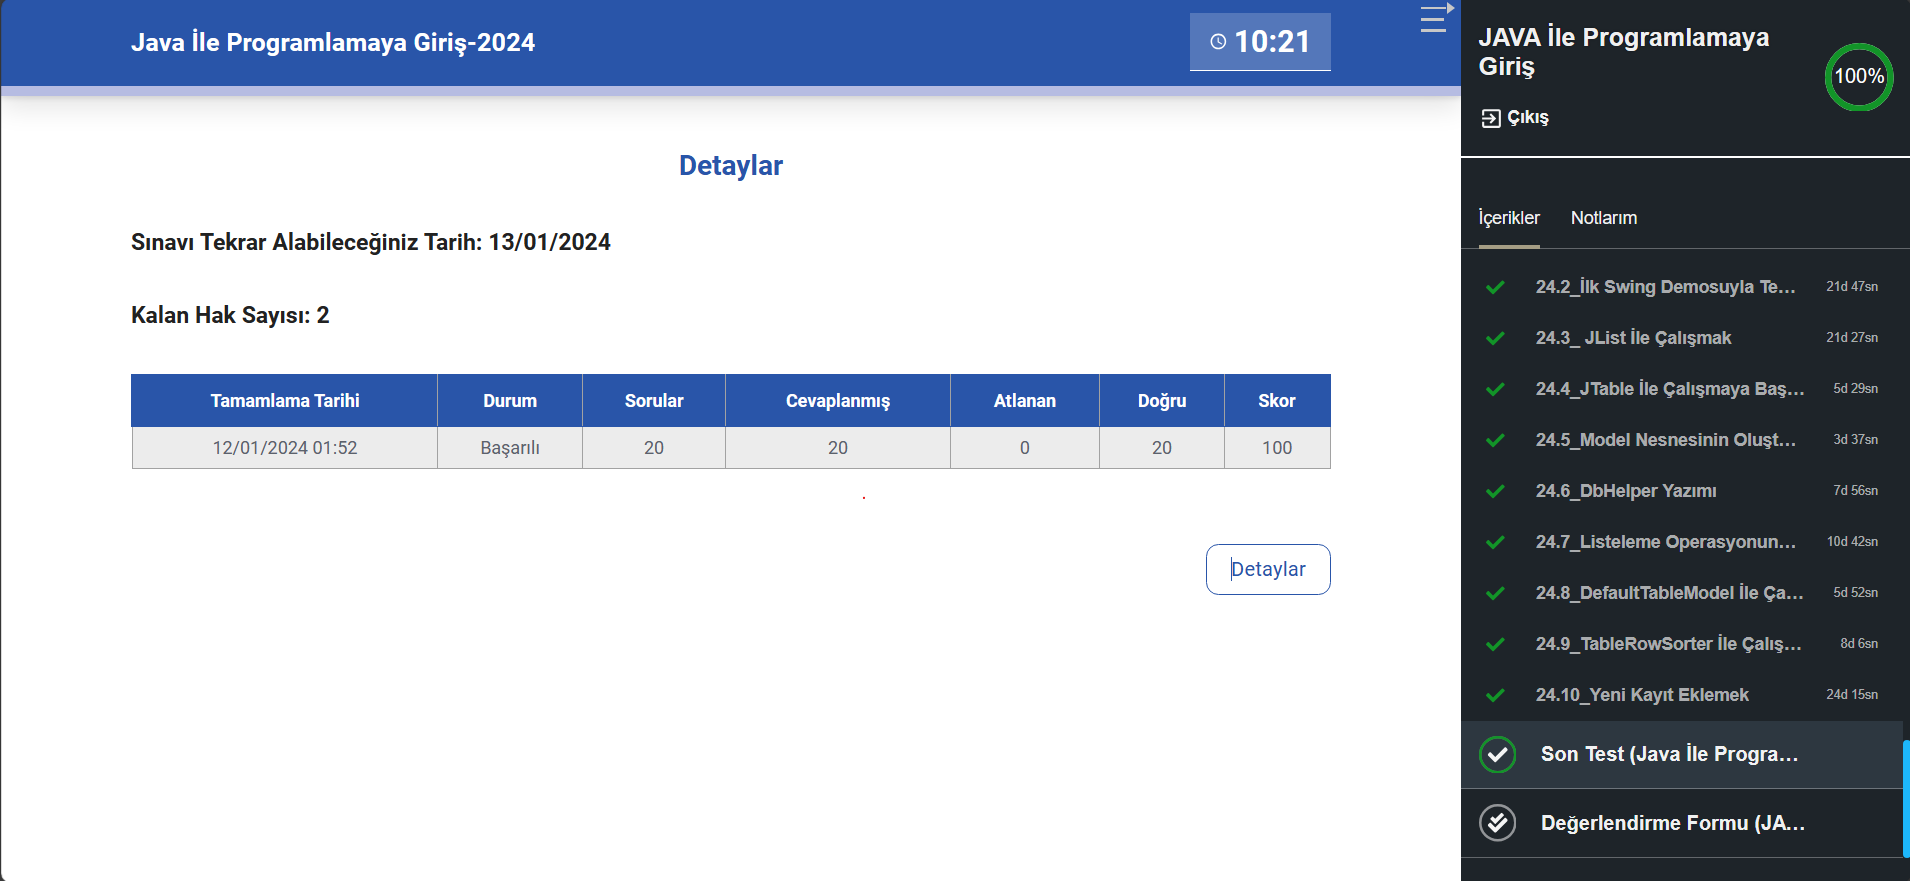 Java İle Programlamaya Giriş-2024
10:21
Detaylar
Sınavı Tekrar Alabileceğiniz Tarih: 13/01/2024
Kalan Hak Sayısı: 2
Tamamlama Tarihi Durum Sorular Cevaplanmış Atlanan Doğru Skor
12/01/2024 01:52 Başarılı 20 20 0 20 100
Detaylar
JAVA İle Programlamaya
Giriş
100%
Çıkış
İçerikler Notlarım
24.2_İlk Swing Demosuyla Te... 21d 47sn
24.3_ JList İle Çalışmak 21d 27sn
24.4_JTable İle Çalışmaya Baş... 5d 29sn
24.5_Model Nesnesinin Oluşt... 3d 37sn
24.6_DbHelper Yazımı 7d 56sn
24.7_Listeleme Operasyonun... 10d 42sn
24.8_DefaultTableModel İle Ça... 5d 52sn
24.9_TableRowSorter İle Çalış... 8d 6sn
24.10_Yeni Kayıt Eklemek 24d 15sn
Son Test (Java İle Progra...
Değerlendirme Formu (JA...